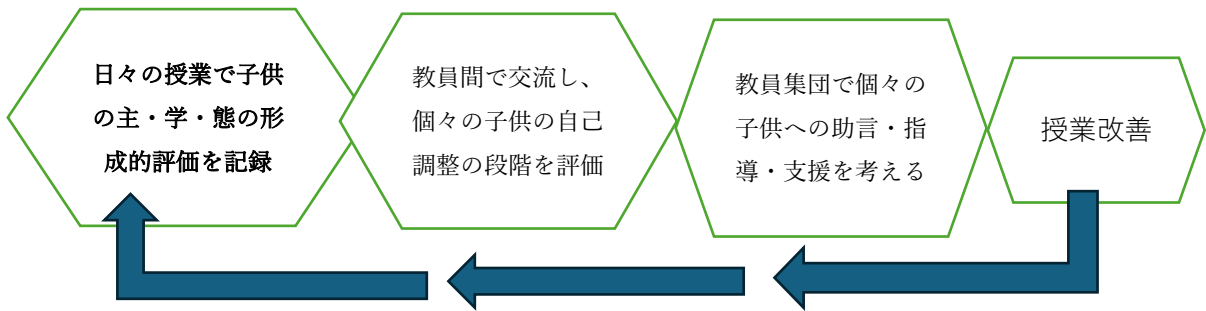 日々の授業で子供
の主・学・態の形
成的評価を記録
教員間で交流し、
個々の子供の自己
調整の段階を評価
教員集団で個々の
子供への助言・指
導・支援を考える
授業改善